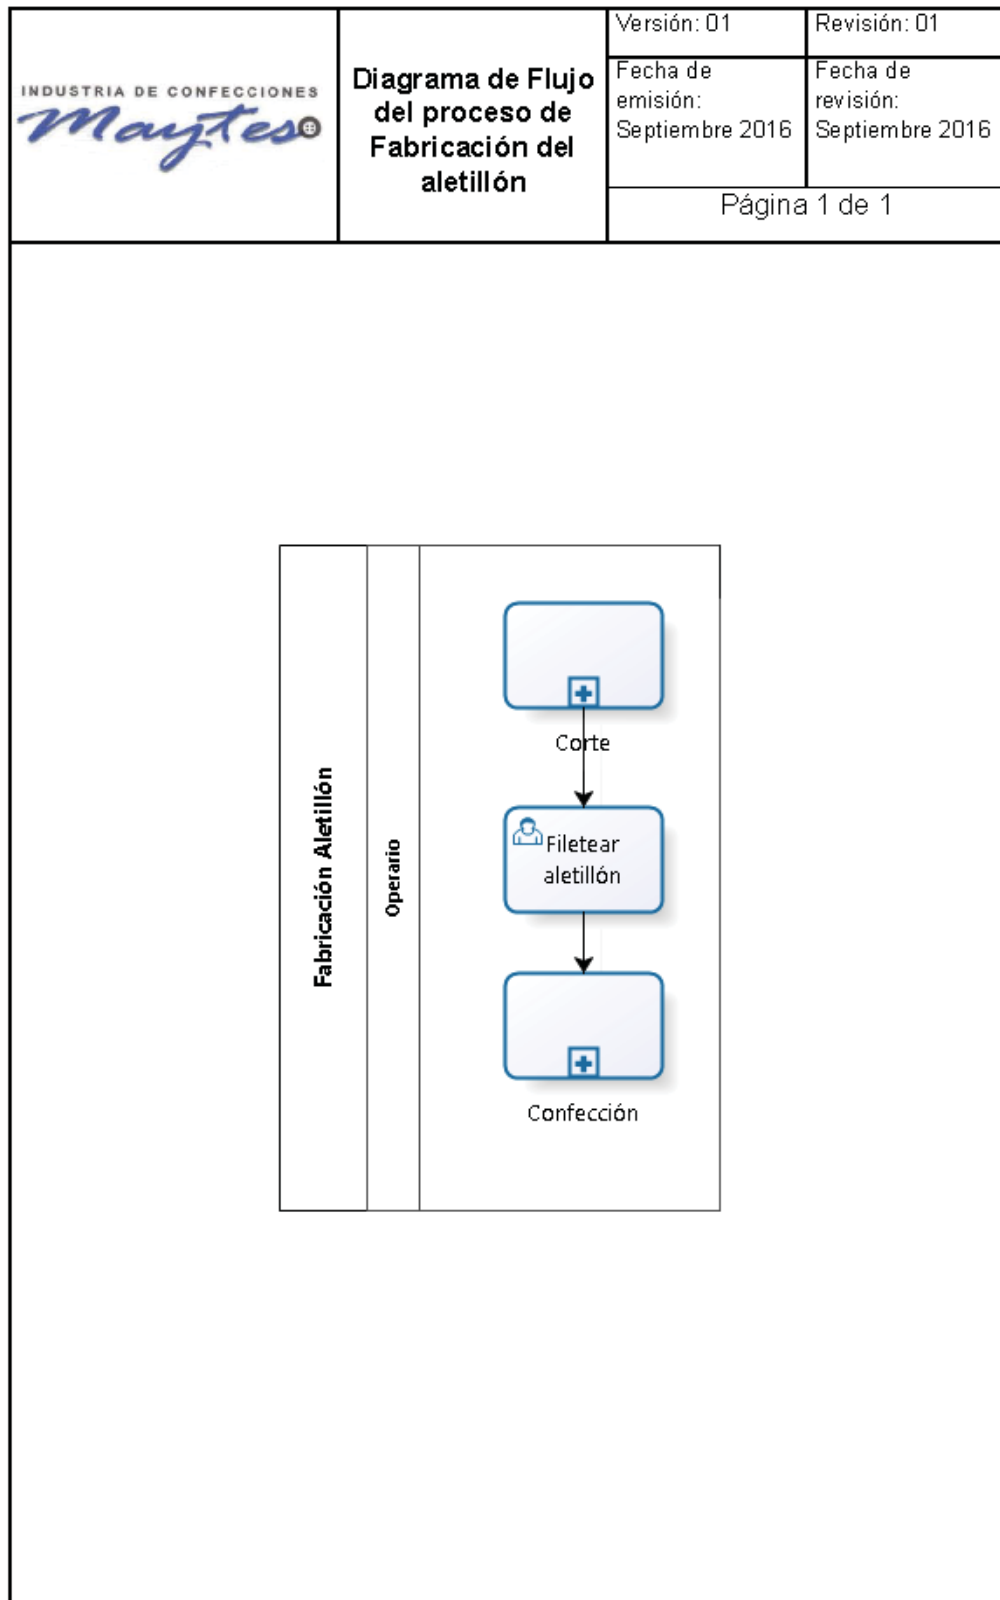 INDUSTRIA DE CONFECCIONES
Maytes
Diagrama de Flujo
del proceso de
Fabricación del
aletillón
Versión: 01
Revisión: 01
Fecha de
emisión:
Septiembre 2016
Fecha de
revisión:
Septiembre 2016
Página 1 de 1
Fabricación Aletillón
Operario
Corte
Filetear
aletillón
Confección